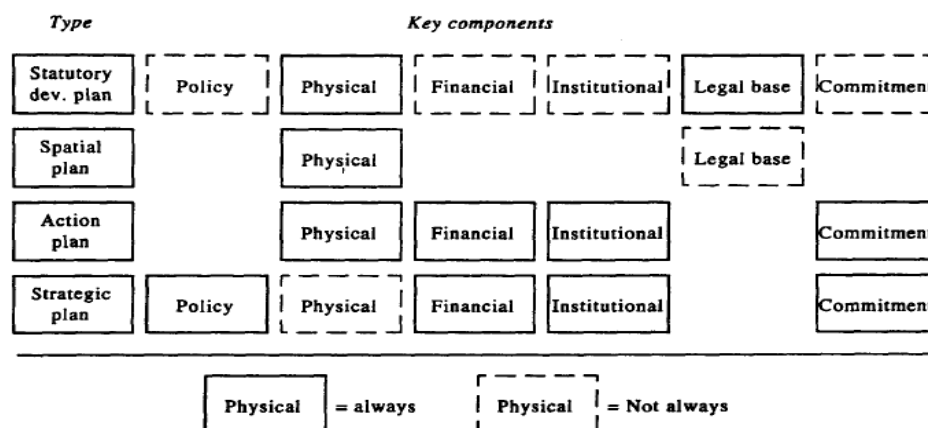 Type Key components
Statutory
dev. plan Policy Physical Financial Institutional Legal base Commitment
Spatial
plan Physical Legal base
Action
plan Physical Financial Institutional Commitment
Strategic
plan Policy Physical Financial Institutional Commitment
Physical = always Physical = Not always